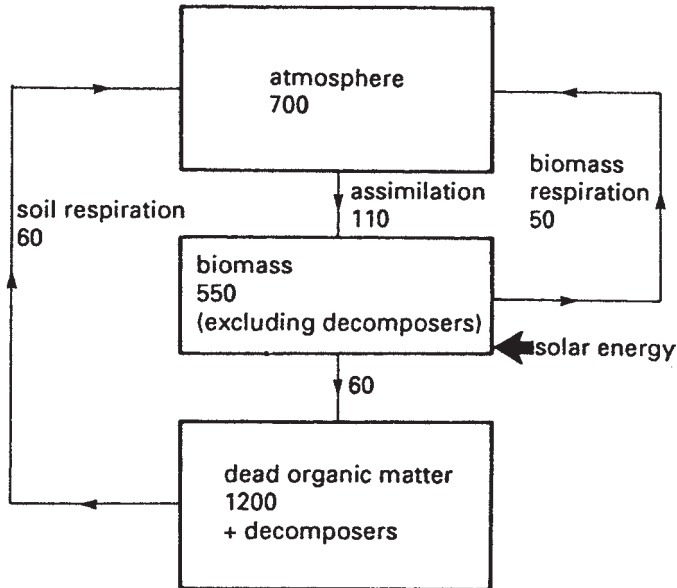 atmosphere
700
assimilation
110
biomass
respiration
50
soil respiration
60
biomass
550
(excluding decomposers)
solar energy
60
dead organic matter
1200
+ decomposers